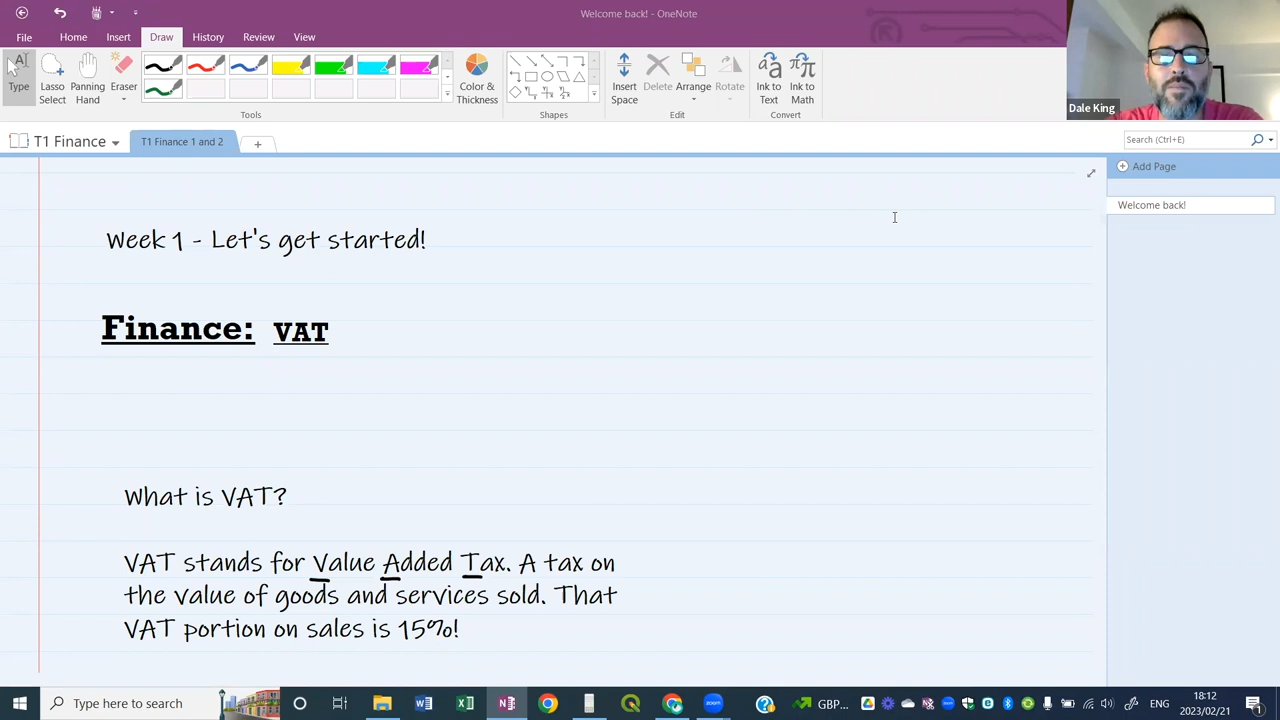 Welcome back! - OneNote
File Home Insert Draw History Review View
Type
Lasso Select
Panning Hand
Eraser
Color & Thickness
Insert Space
Delete
Arrange
Rotate
Ink to Text
Ink to Math
Tools
Shapes
Edit
Convert
Dale King
T1 Finance
T1 Finance 1 and 2
Search (Ctrl+E)
Add Page
Welcome back!
Week 1 - Let's get started!
Finance: VAT
What is VAT?
VAT stands for Value Added Tax. A tax on
the value of goods and services sold. That
VAT portion on sales is 15%!
Type here to search
GBP...
ENG
18:12
2023/02/21